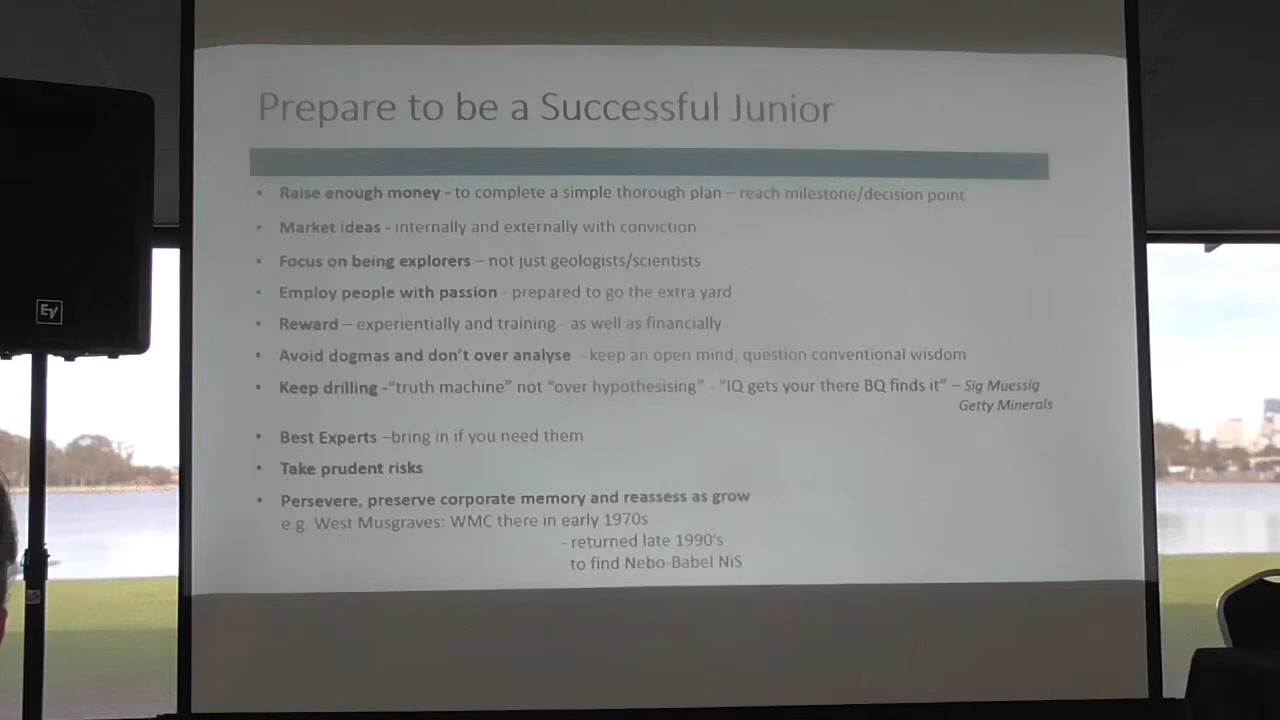 Prepare to be a Successful Junior
• Raise enough money - to complete a simple thorough plan – reach milestone/decision point
• Market ideas - internally and externally with conviction
• Focus on being explorers – not just geologists/scientists
• Employ people with passion - prepared to go the extra yard
• Reward – experientially and training - as well as financially
• Avoid dogmas and don't over analyse - keep an open mind, question conventional wisdom
• Keep drilling -"truth machine" not "over hypothesising" - "IQ gets your there BQ finds it" – Sig Muessig
Getty Minerals
• Best Experts –bring in if you need them
• Take prudent risks
• Persevere, preserve corporate memory and reassess as grow
e.g. West Musgraves: WMC there in early 1970s
- returned late 1990's
to find Nebo-Babel NiS
EV